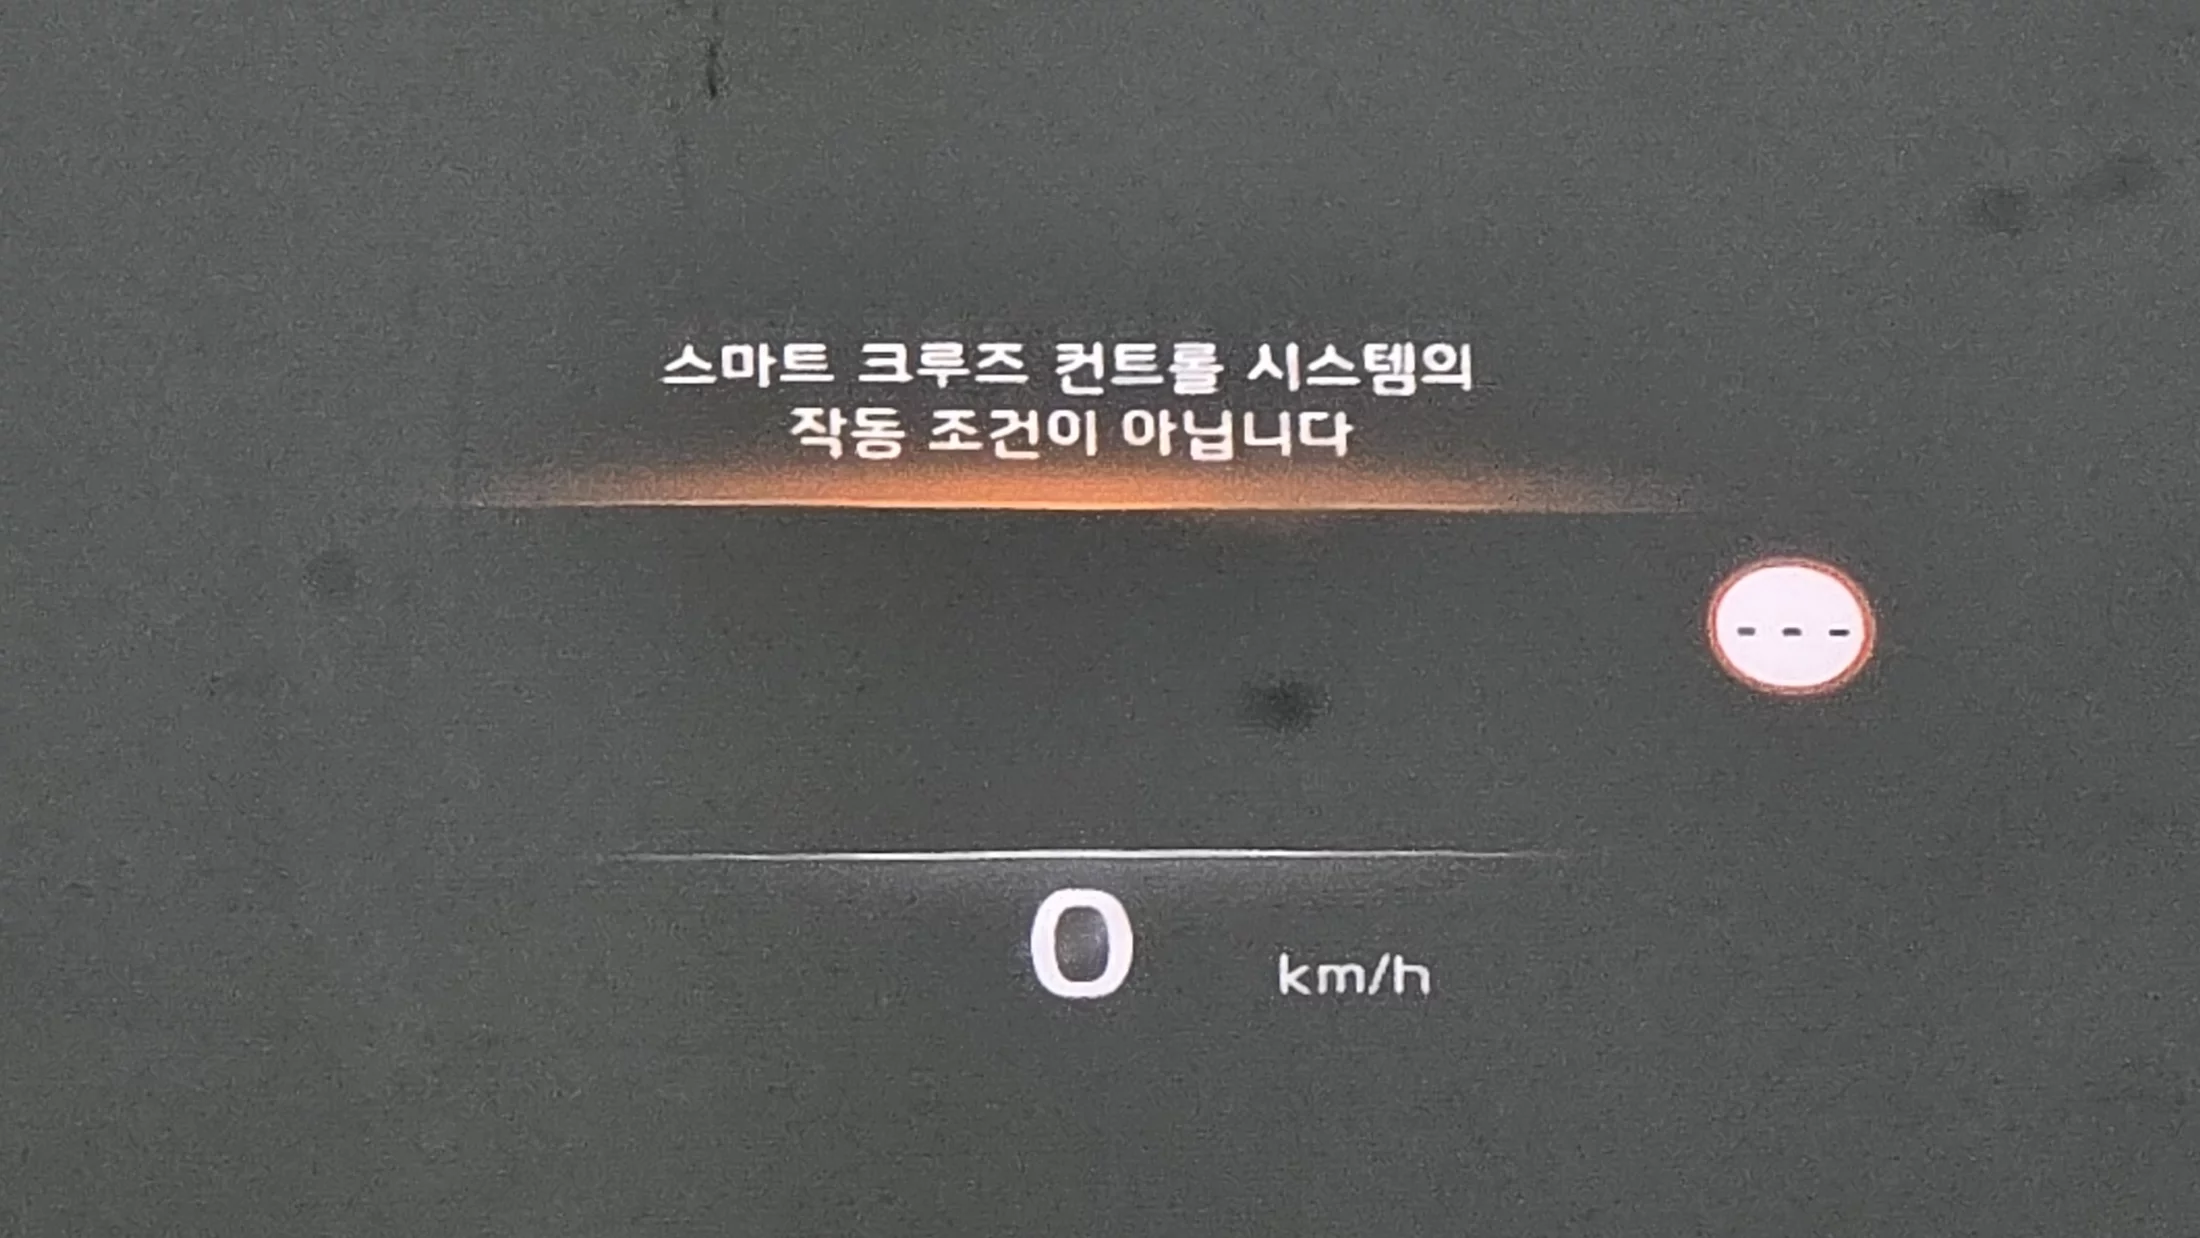 스마트 크루즈 컨트롤 시스템의
작동 조건이 아닙니다
---
0 km/h